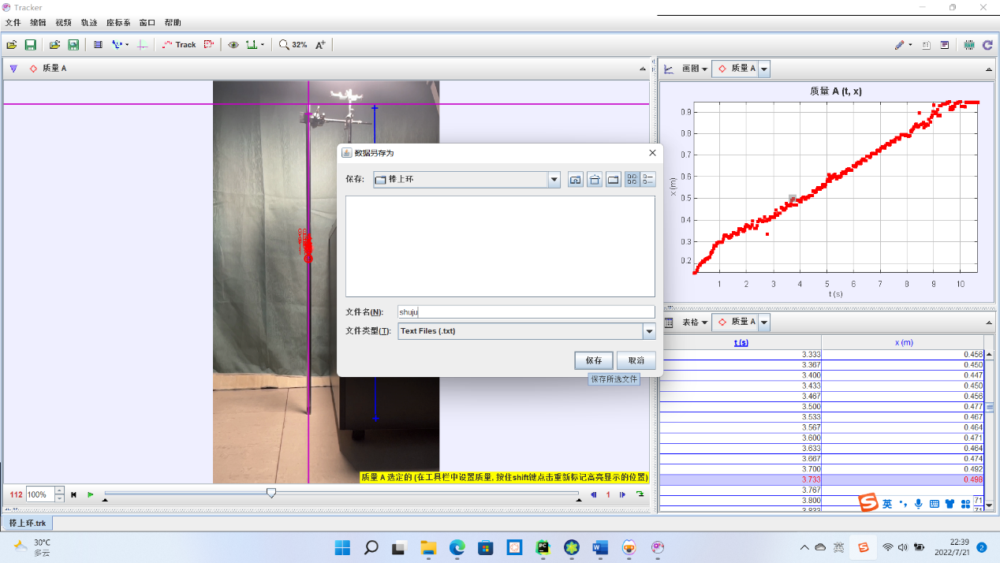 Tracker
文件 编辑 视频 轨迹 座标系 窗口 帮助
Track 32% A+
质量 A
画图 质量 A
质量 A (t, x)
0.9
0.8
0.7
0.6
0.5
0.4
0.3
0.2
x (m)
1 2 3 4 5 6 7 8 9 10
t (s)
数据另存为
保存: 棒上环
文件名(N): shuju
文件类型(T): Text Files (.txt)
保存 取消
保存所选文件
表格 质量 A
t (s) x (m)
3.333 0.456
3.367 0.450
3.400 0.447
3.433 0.450
3.467 0.456
3.500 0.477
3.533 0.467
3.567 0.464
3.600 0.471
3.633 0.464
3.667 0.474
3.700 0.492
3.733 0.498
3.767
3.800 71
3.833 71
英
质量 A 选定的 (在工具栏中设置质量, 按住shift键点击重新标记高亮显示的位置)
112 100% 1
棒上环.trk
30°C
多云
英
22:39
2022/7/21
2